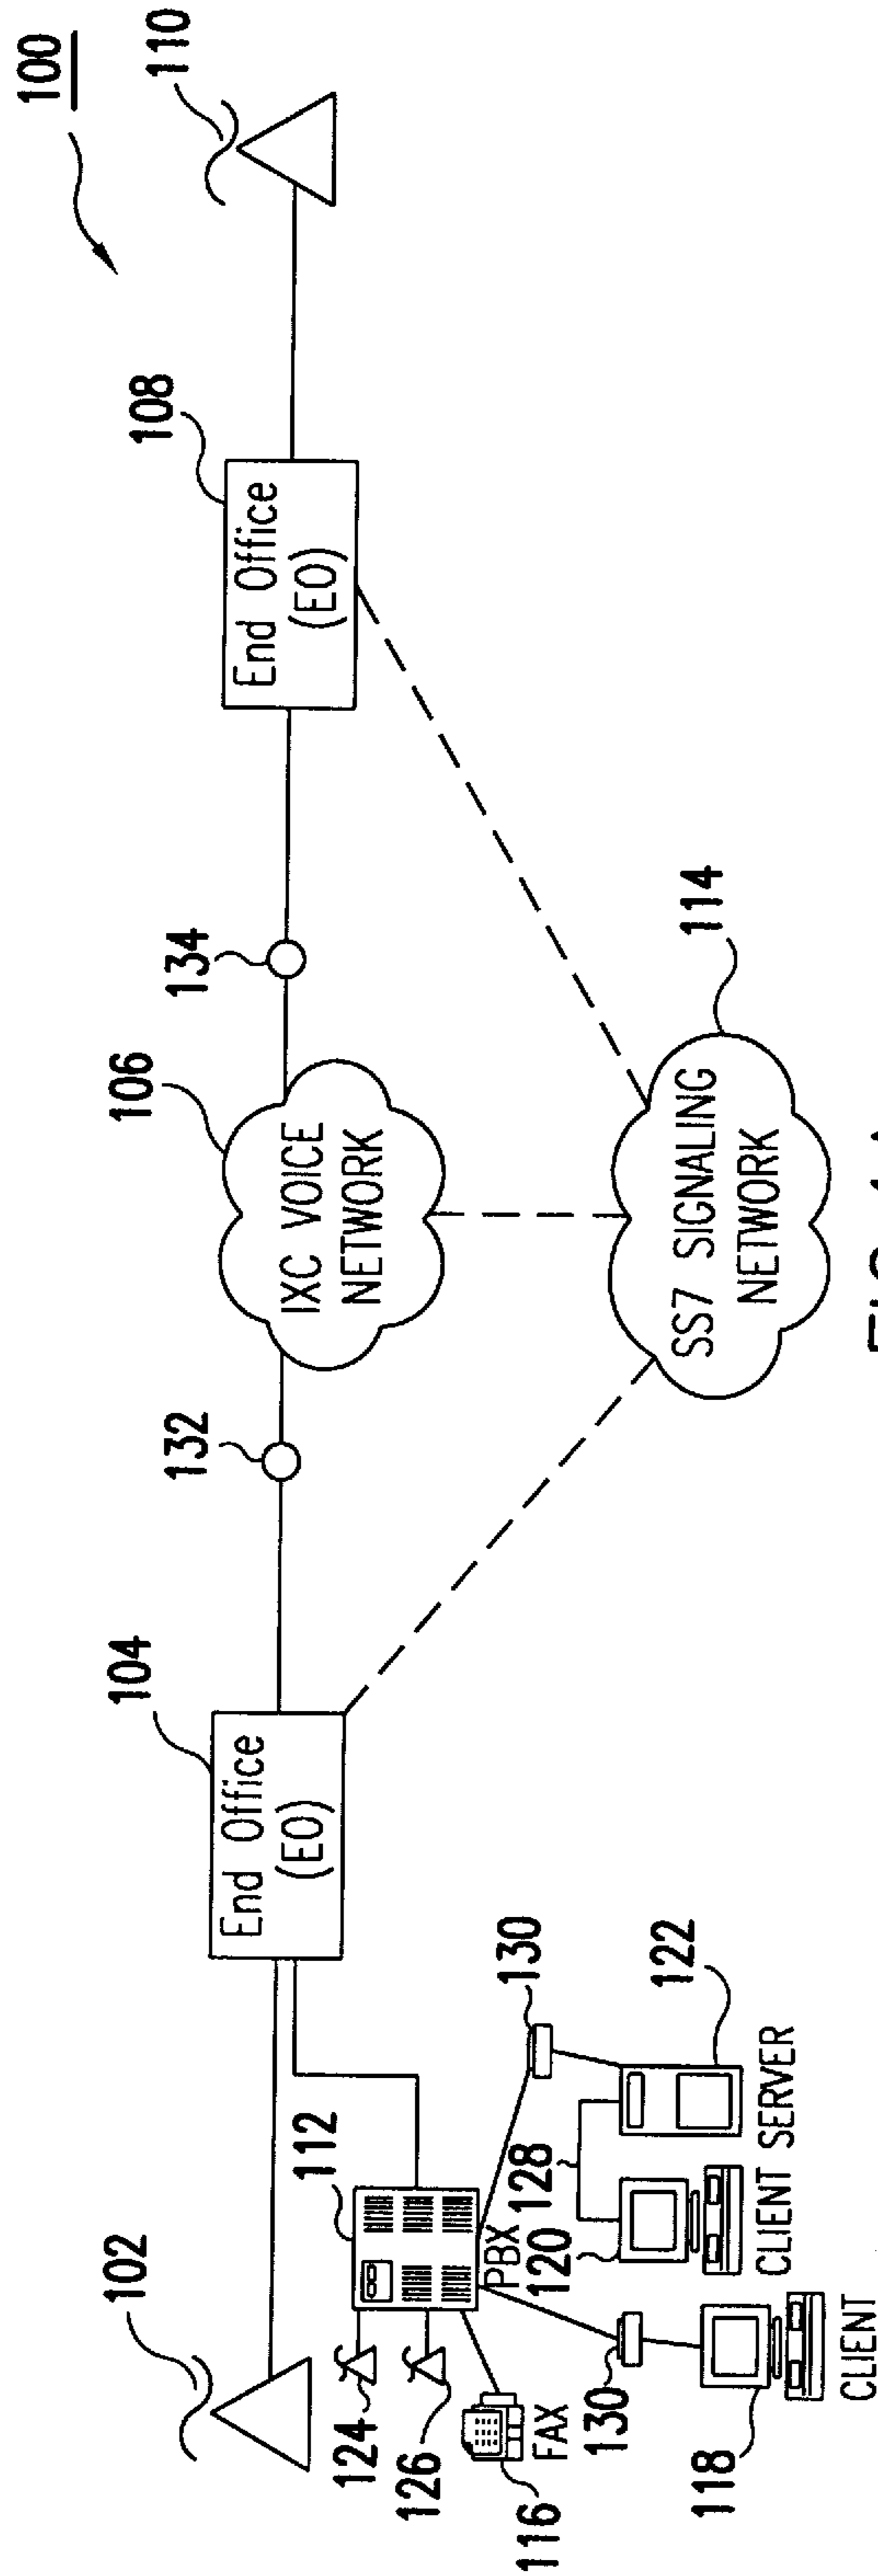 100
110
108
End Office
(EO)
134
106
IXC VOICE
NETWORK
132
104
End Office
(EO)
102
112
PBX
124
126
116
FAX
130
118
CLIENT
130
128
120
CLIENT
122
SERVER
114
SS7 SIGNALING
NETWORK